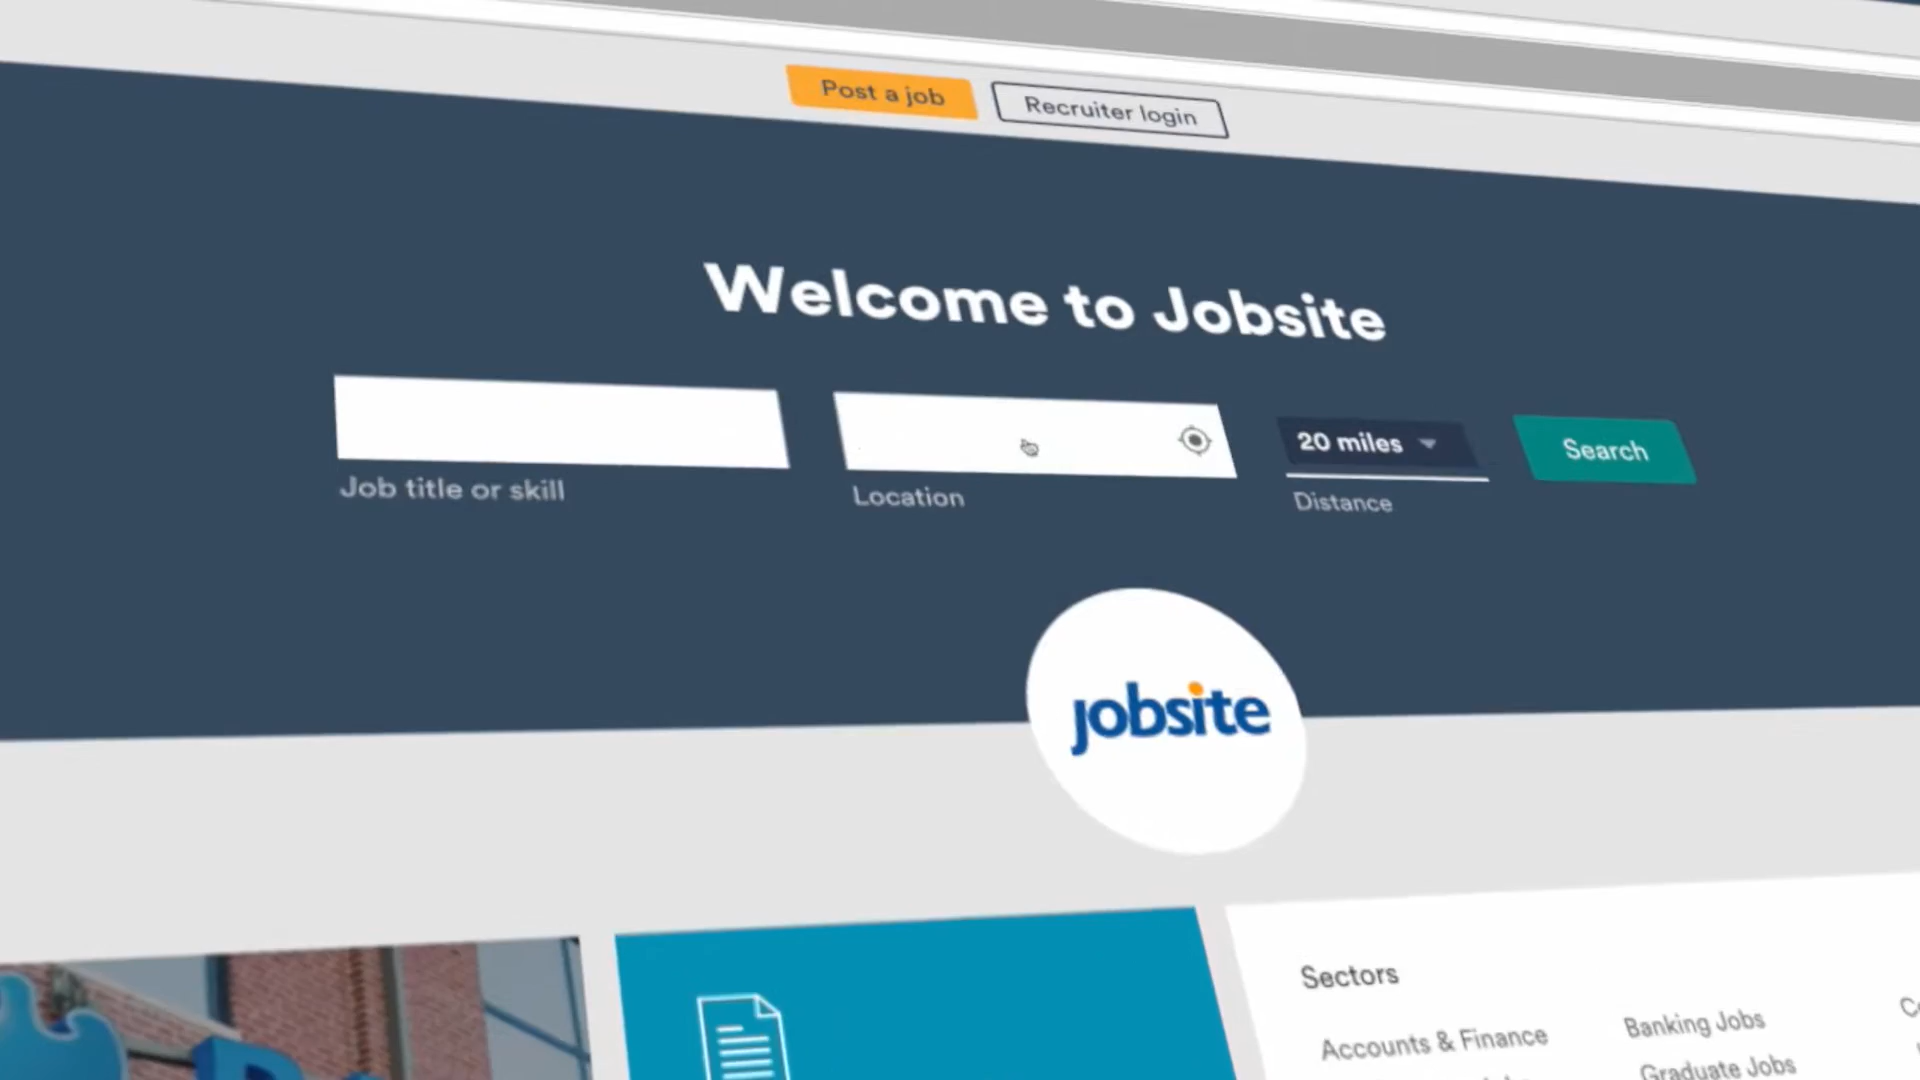 Post a job
Recruiter login
Welcome to Jobsite
20 miles
Search
Job title or skill
Location
Distance
jobsite
Sectors
Accounts & Finance
Banking Jobs
Graduate Jobs